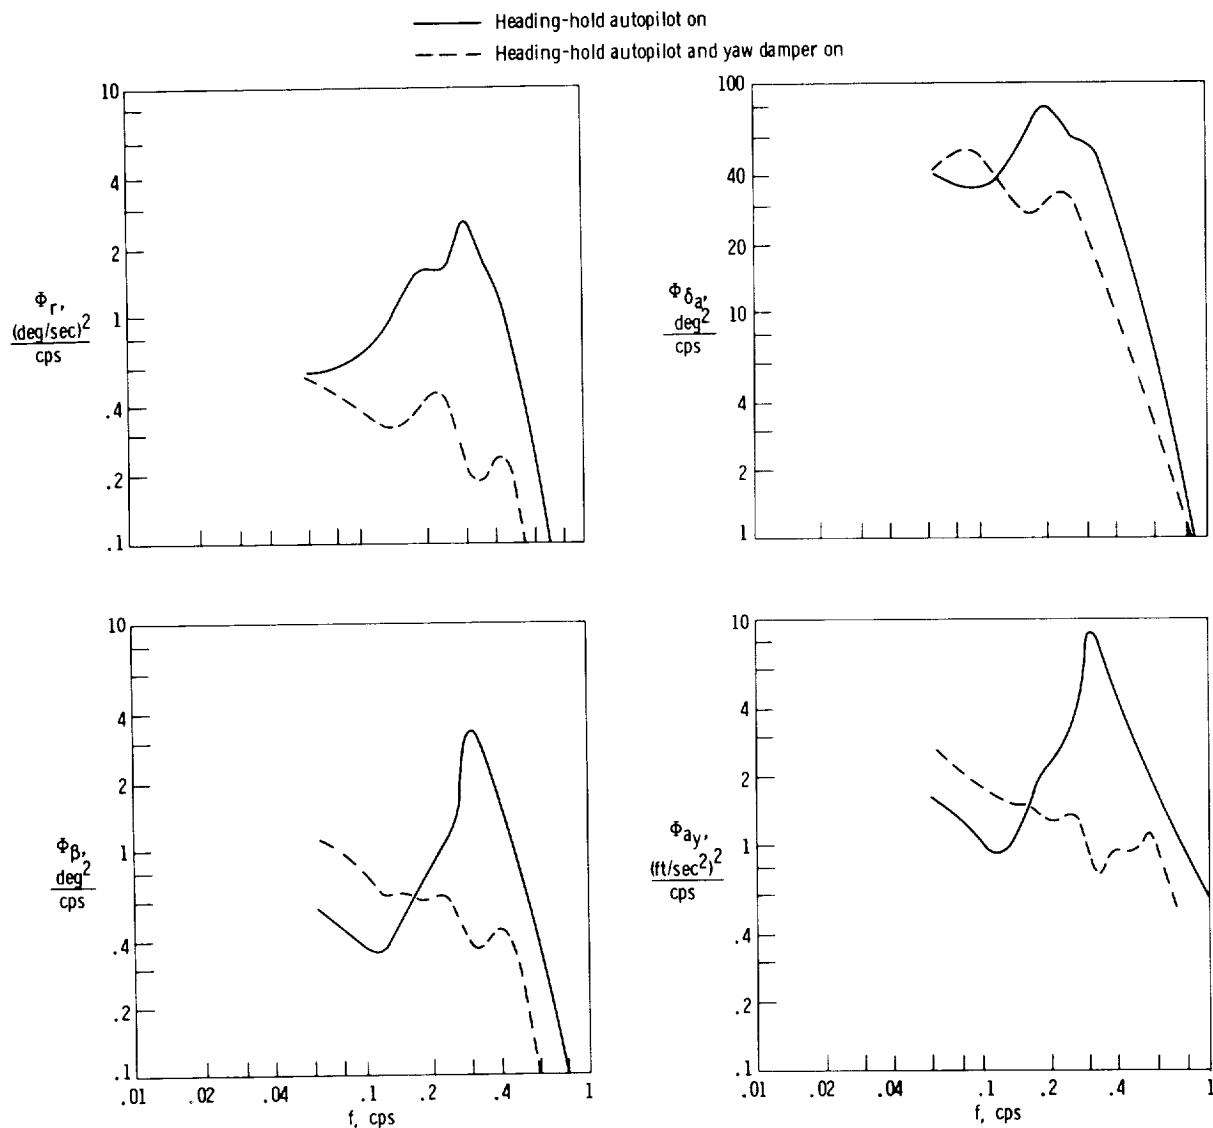 Heading-hold autopilot on
Heading-hold autopilot and yaw damper on
10
4
2
Φr,
(deg/sec)2
cps
1
.4
.2
.1
100
40
20
Φδa,
deg2
cps
10
4
2
1
10
4
2
Φβ,
deg2
cps
1
.4
.2
.1
.01 .02 .04 .1 .2 .4 1
f, cps
10
4
2
Φay,
(ft/sec2)2
cps
1
.4
.2
.1
.01 .02 .04 .1 .2 .4 1
f, cps